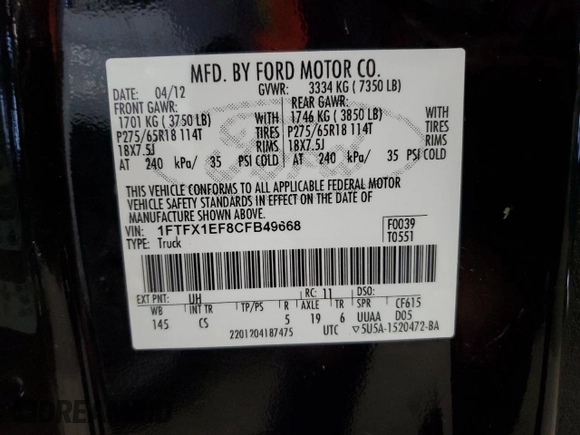 MFD. BY FORD MOTOR CO.
DATE: 04/12 GVWR: 3334 KG ( 7350 LB)
FRONT GAWR: REAR GAWR:
1701 KG ( 3750 LB) WITH 1746 KG ( 3850 LB) WITH
P275/65R18 114T TIRES P275/65R18 114T TIRES
18X7.5J RIMS 18X7.5J RIMS
AT 240 kPa/ 35 PSI COLD AT 240 kPa/ 35 PSI COLD
Ford
THIS VEHICLE CONFORMS TO ALL APPLICABLE FEDERAL MOTOR
VEHICLE SAFETY STANDARDS IN EFFECT ON THE DATE OF
MANUFACTURE SHOWN ABOVE.
VIN: 1FTFX1EF8CFB49668 F0039
TYPE: Truck T0551
EXT PNT: UH RC: 11 DSO:
WB INT TR TP/PS R AXLE TR SPR CF615
145 CS 5 19 6 UUAA D05
2201204187475 UTC ▽5U5A-1520472-BA